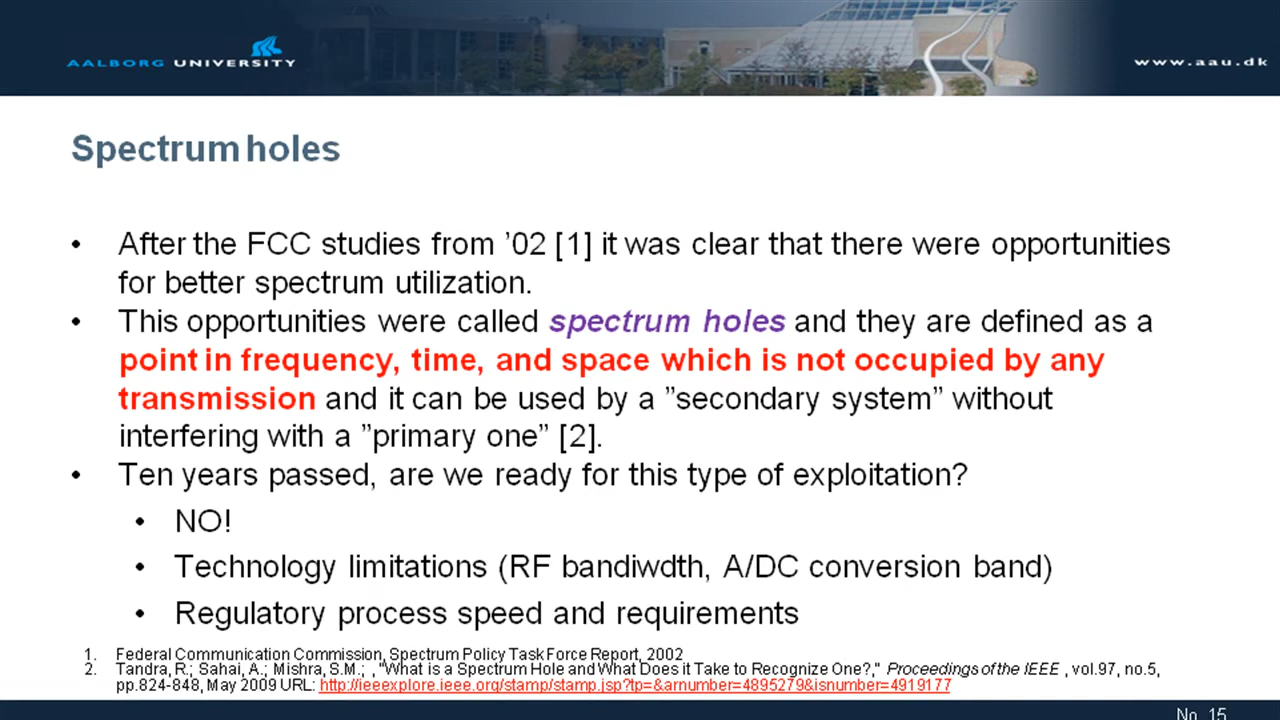 AALBORG UNIVERSITY
www.aau.dk
Spectrum holes
• After the FCC studies from ’02 [1] it was clear that there were opportunities
for better spectrum utilization.
• This opportunities were called spectrum holes and they are defined as a
point in frequency, time, and space which is not occupied by any
transmission and it can be used by a ”secondary system” without
interfering with a ”primary one” [2].
• Ten years passed, are we ready for this type of exploitation?
• NO!
• Technology limitations (RF bandiwdth, A/DC conversion band)
• Regulatory process speed and requirements
1. Federal Communication Commission, Spectrum Policy Task Force Report, 2002
2. Tandra, R.; Sahai, A.; Mishra, S.M.; , "What is a Spectrum Hole and What Does it Take to Recognize One?," Proceedings of the IEEE , vol.97, no.5,
pp.824-848, May 2009 URL: http://ieeexplore.ieee.org/stamp/stamp.jsp?tp=&arnumber=4895279&isnumber=4919177
No. 15